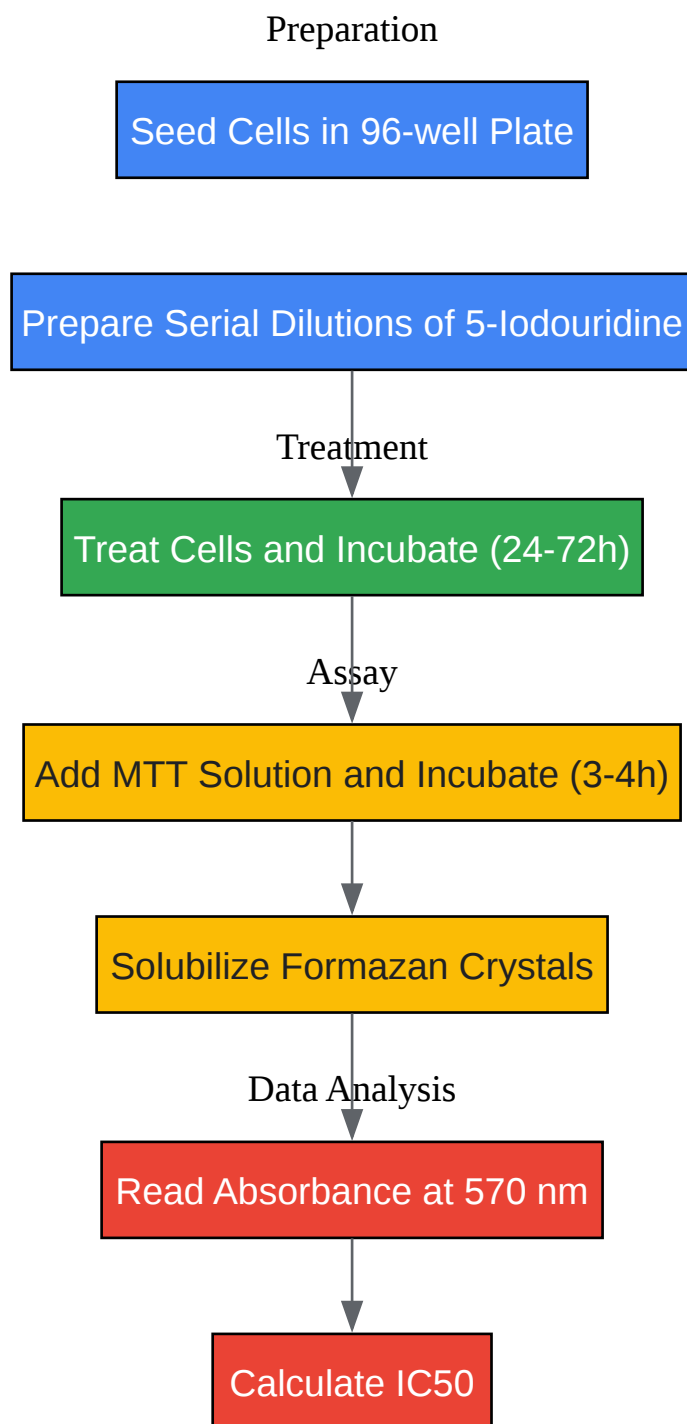 Preparation
Seed Cells in 96-well Plate
Prepare Serial Dilutions of 5-Iodouridine
Treatment
Treat Cells and Incubate (24-72h)
Assay
Add MTT Solution and Incubate (3-4h)
Solubilize Formazan Crystals
Data Analysis
Read Absorbance at 570 nm
Calculate IC50